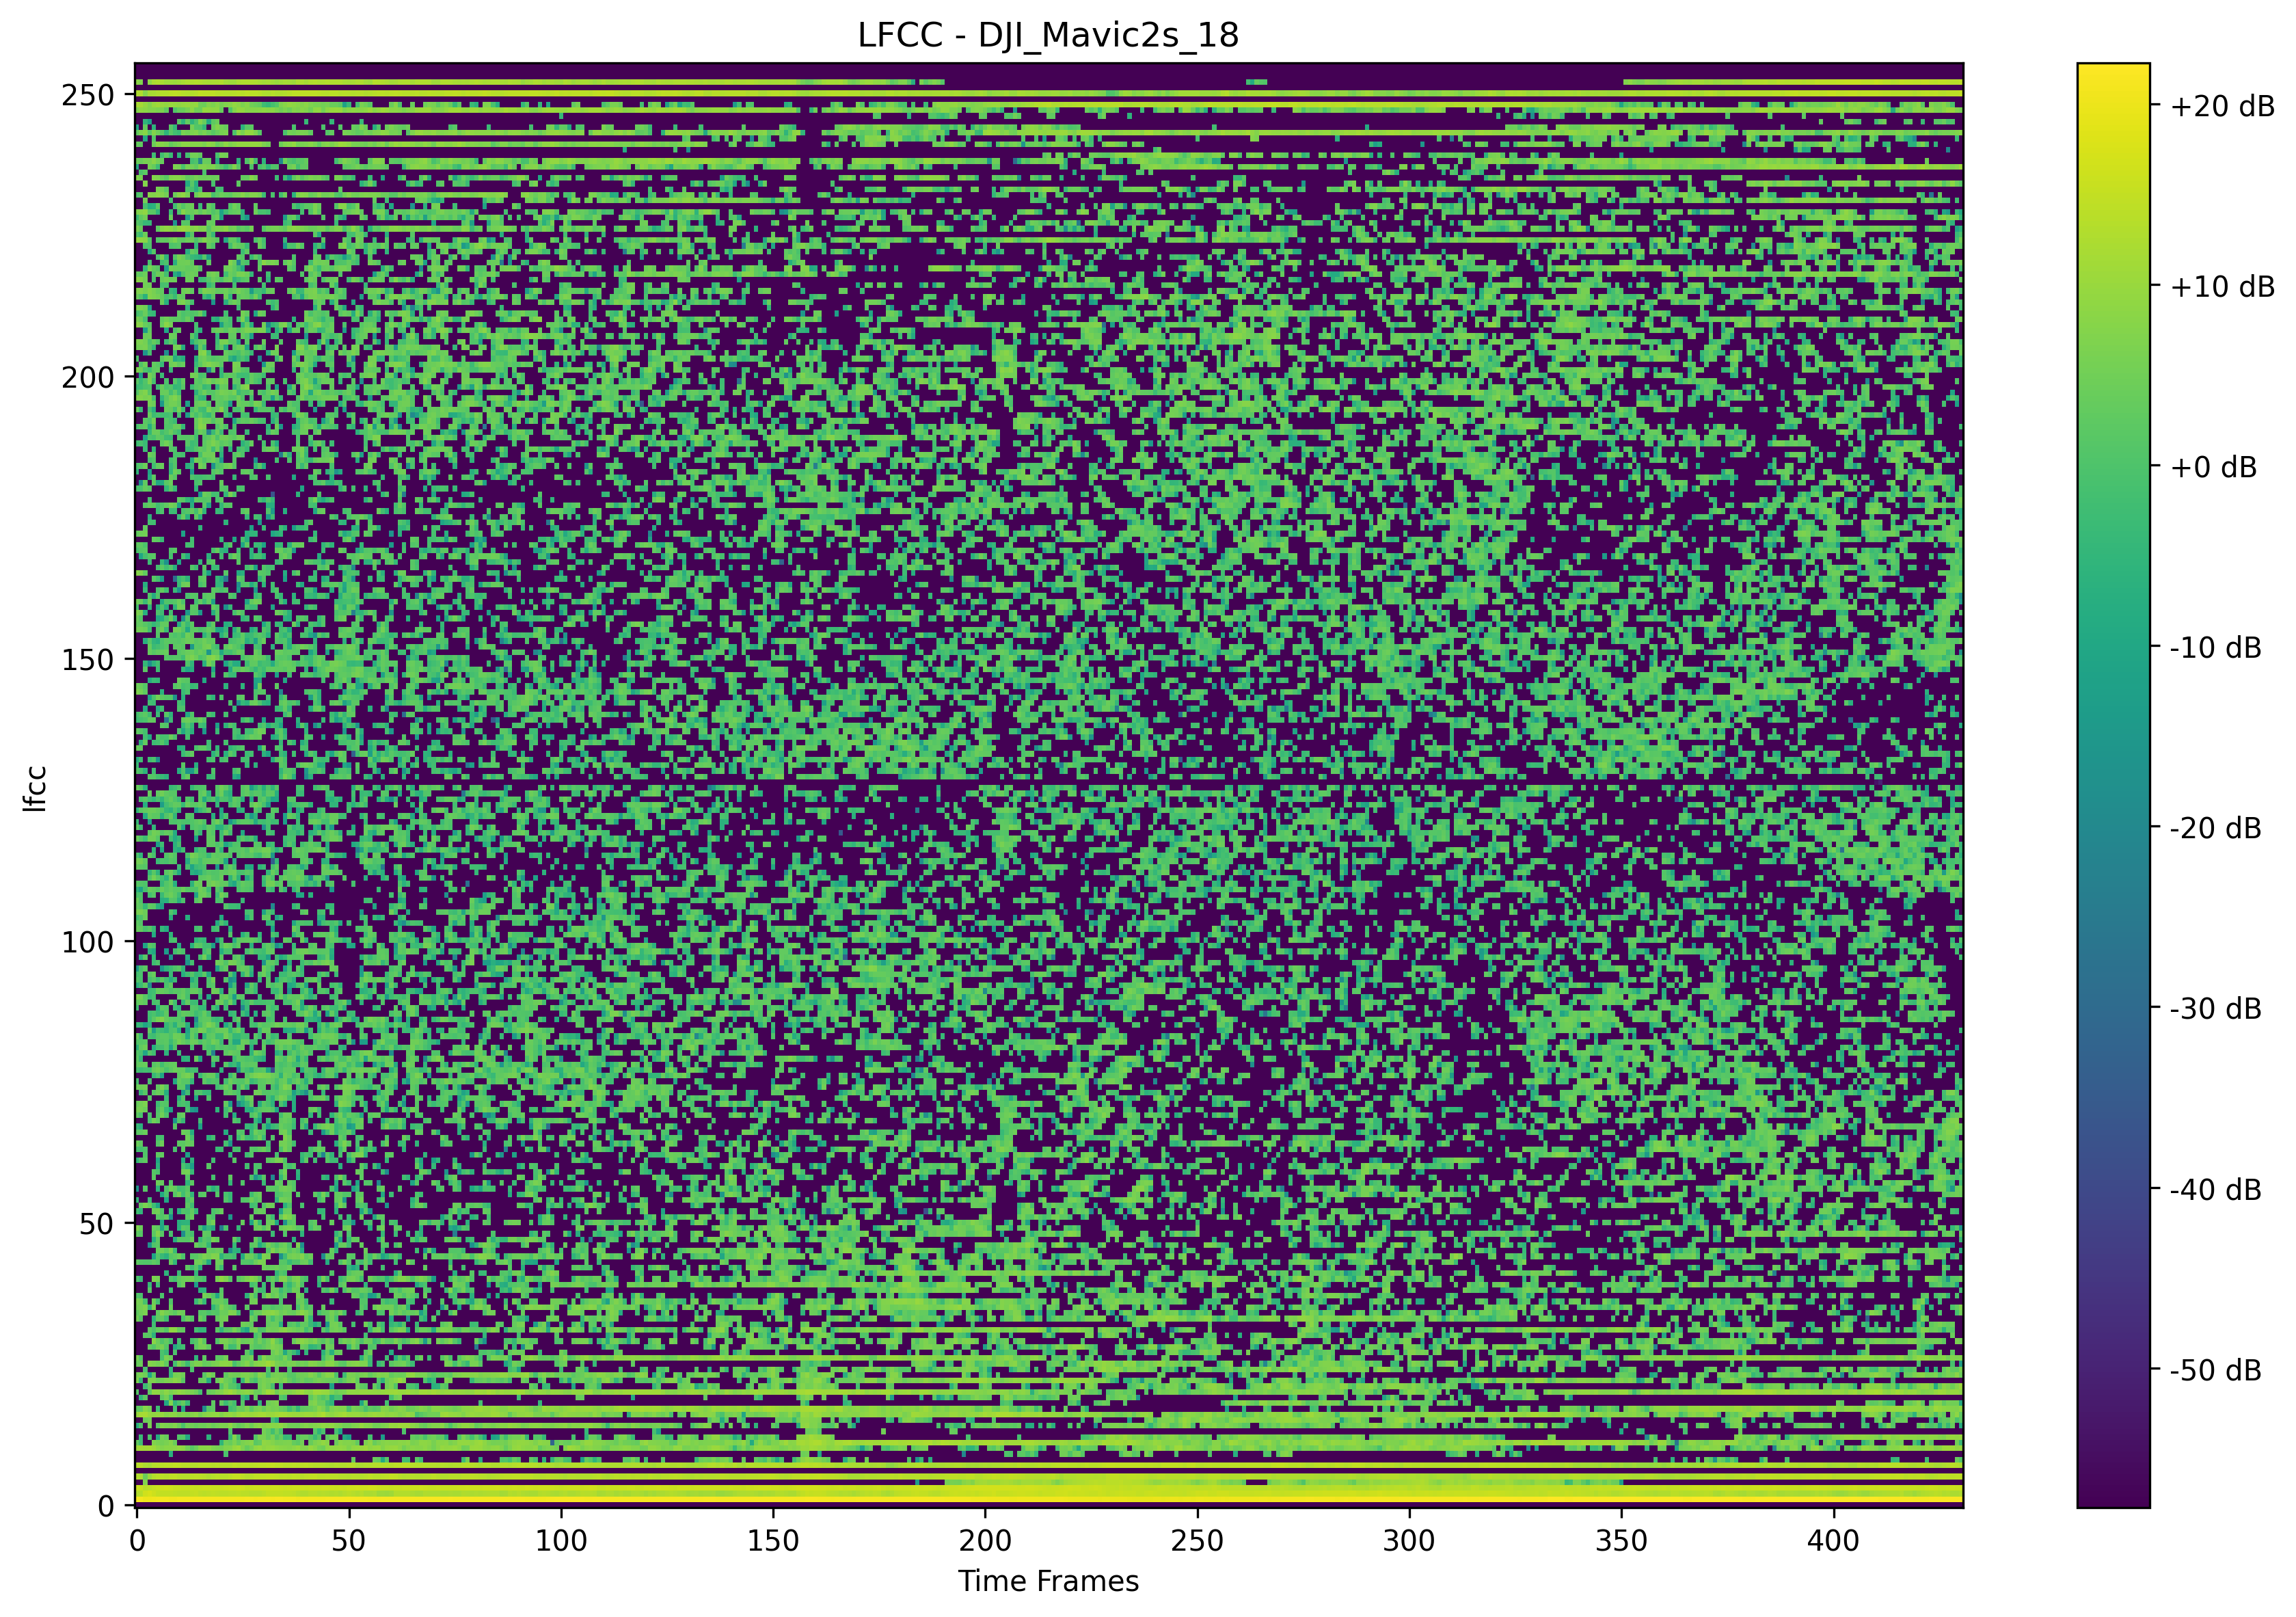 LFCC - DJI_Mavic2s_18
250
200
150
100
50
0
lfcc
0 50 100 150 200 250 300 350 400
Time Frames
+20 dB
+10 dB
+0 dB
-10 dB
-20 dB
-30 dB
-40 dB
-50 dB